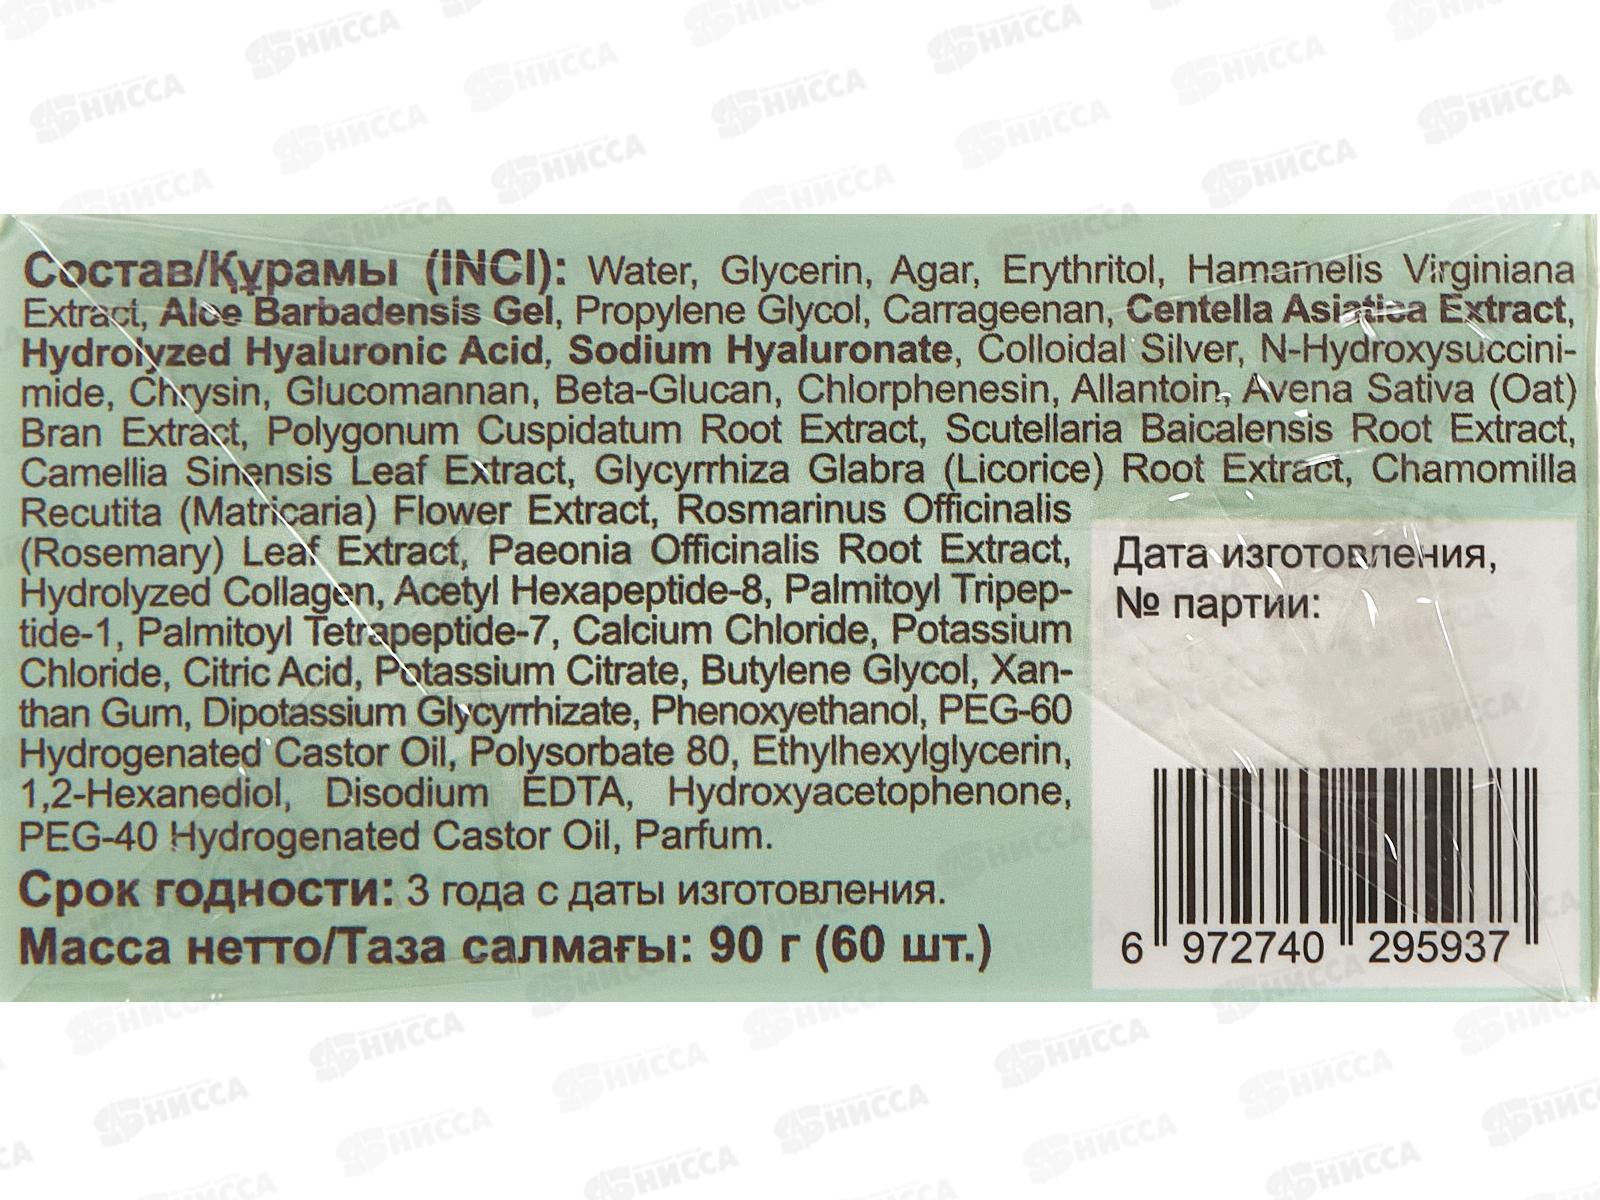 Состав/Құрамы (INCI): Water, Glycerin, Agar, Erythritol, Hamamelis Virginiana
Extract, Aloe Barbadensis Gel, Propylene Glycol, Carrageenan, Centella Asiatica Extract,
Hydrolyzed Hyaluronic Acid, Sodium Hyaluronate, Colloidal Silver, N-Hydroxysuccini-
mide, Chrysin, Glucomannan, Beta-Glucan, Chlorphenesin, Allantoin, Avena Sativa (Oat)
Bran Extract, Polygonum Cuspidatum Root Extract, Scutellaria Baicalensis Root Extract,
Camellia Sinensis Leaf Extract, Glycyrrhiza Glabra (Licorice) Root Extract, Chamomilla
Recutita (Matricaria) Flower Extract, Rosmarinus Officinalis
(Rosemary) Leaf Extract, Paeonia Officinalis Root Extract,
Hydrolyzed Collagen, Acetyl Hexapeptide-8, Palmitoyl Tripep-
tide-1, Palmitoyl Tetrapeptide-7, Calcium Chloride, Potassium
Chloride, Citric Acid, Potassium Citrate, Butylene Glycol, Xan-
than Gum, Dipotassium Glycyrrhizate, Phenoxyethanol, PEG-60
Hydrogenated Castor Oil, Polysorbate 80, Ethylhexylglycerin,
1,2-Hexanediol, Disodium EDTA, Hydroxyacetophenone,
PEG-40 Hydrogenated Castor Oil, Parfum.
Срок годности: 3 года с даты изготовления.
Масса нетто/Таза салмағы: 90 г (60 шт.)
Дата изготовления,
№ партии:
6 972740 295937